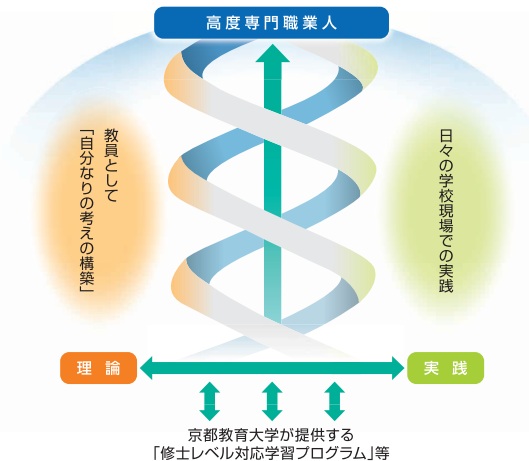 高度専門職業人
教員として
「自分なりの考えの構築」
日々の学校現場での実践
理論
実践
京都教育大学が提供する
「修士レベル対応学習プログラム」等